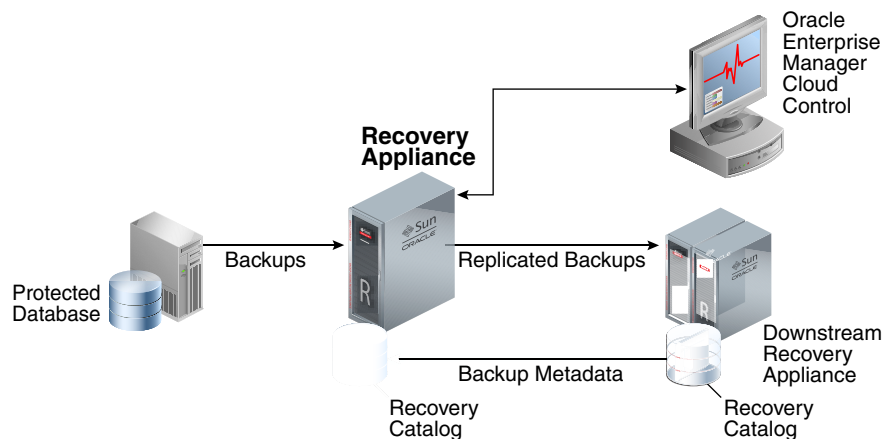 Oracle
Enterprise
Manager
Cloud
Control
Recovery
Appliance
Sun
ORACLE
R
Backups
Replicated Backups
Sun
ORACLE
R
Protected
Database
Downstream
Recovery
Appliance
Backup Metadata
Recovery
Catalog
Recovery
Catalog